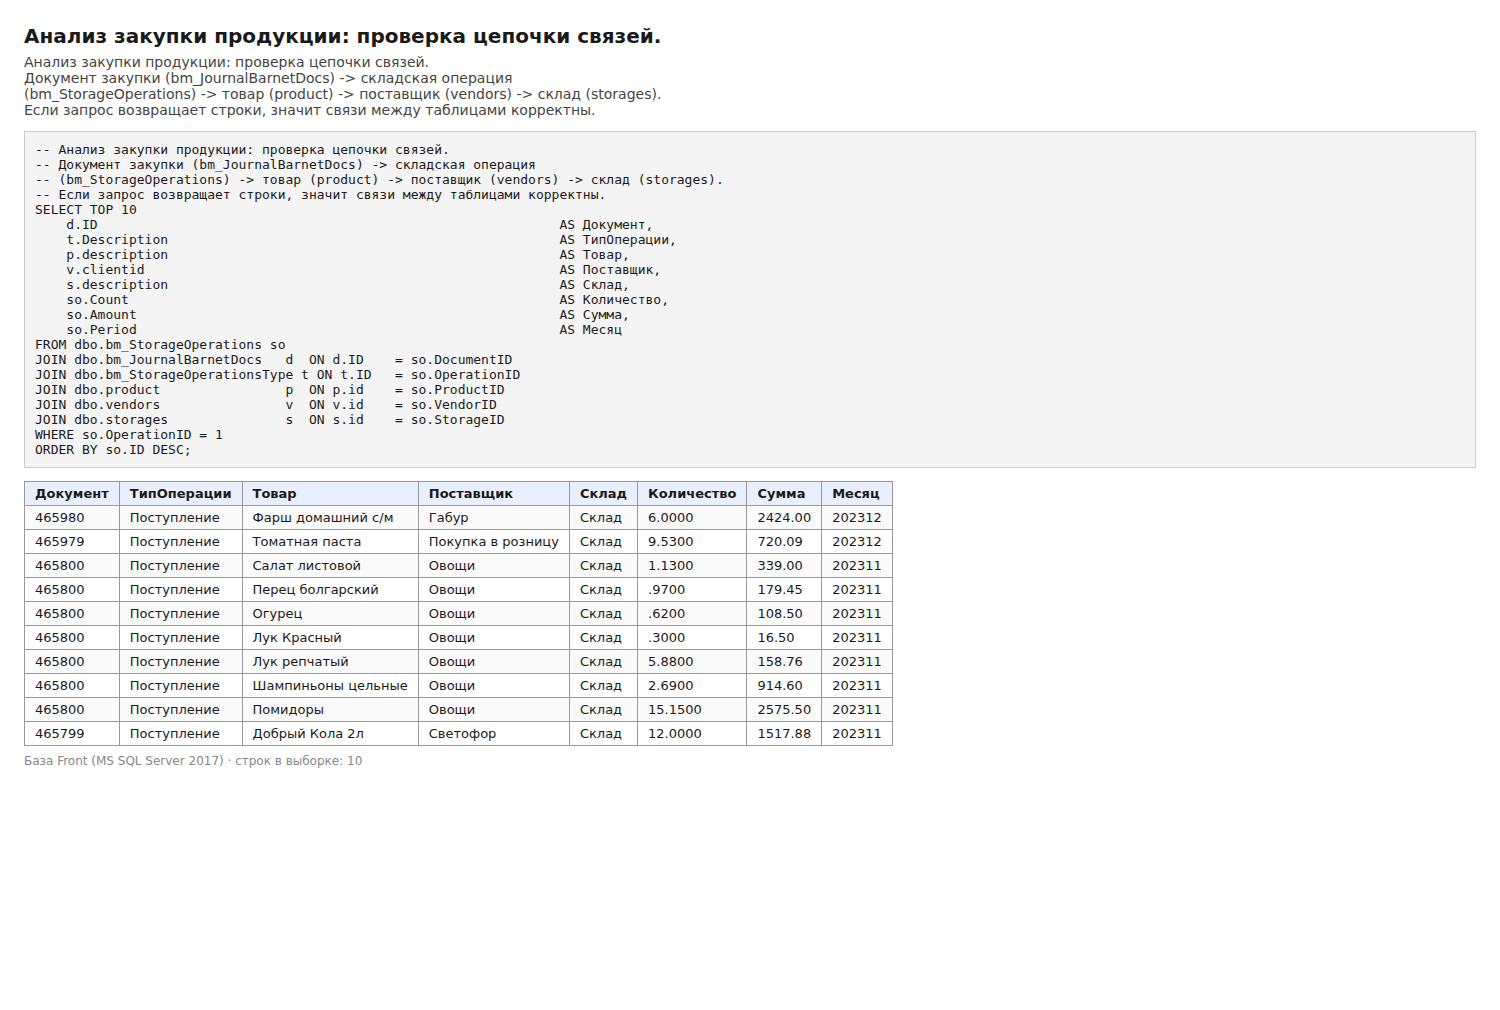 Анализ закупки продукции: проверка цепочки связей.
Анализ закупки продукции: проверка цепочки связей.
Документ закупки (bm_JournalBarnetDocs) -> складская операция
(bm_StorageOperations) -> товар (product) -> поставщик (vendors) -> склад (storages).
Если запрос возвращает строки, значит связи между таблицами корректны.
-- Анализ закупки продукции: проверка цепочки связей.
-- Документ закупки (bm_JournalBarnetDocs) -> складская операция
-- (bm_StorageOperations) -> товар (product) -> поставщик (vendors) -> склад (storages).
-- Если запрос возвращает строки, значит связи между таблицами корректны.
SELECT TOP 10
    d.ID                                                           AS Документ,
    t.Description                                                  AS ТипОперации,
    p.description                                                  AS Товар,
    v.clientid                                                     AS Поставщик,
    s.description                                                  AS Склад,
    so.Count                                                       AS Количество,
    so.Amount                                                      AS Сумма,
    so.Period                                                      AS Месяц
FROM dbo.bm_StorageOperations so
JOIN dbo.bm_JournalBarnetDocs   d  ON d.ID    = so.DocumentID
JOIN dbo.bm_StorageOperationsType t ON t.ID   = so.OperationID
JOIN dbo.product                p  ON p.id    = so.ProductID
JOIN dbo.vendors                v  ON v.id    = so.VendorID
JOIN dbo.storages               s  ON s.id    = so.StorageID
WHERE so.OperationID = 1
ORDER BY so.ID DESC;
Документ ТипОперации Товар Поставщик Склад Количество Сумма Месяц
465980 Поступление Фарш домашний с/м Габур Склад 6.0000 2424.00 202312
465979 Поступление Томатная паста Покупка в розницу Склад 9.5300 720.09 202312
465800 Поступление Салат листовой Овощи Склад 1.1300 339.00 202311
465800 Поступление Перец болгарский Овощи Склад .9700 179.45 202311
465800 Поступление Огурец Овощи Склад .6200 108.50 202311
465800 Поступление Лук Красный Овощи Склад .3000 16.50 202311
465800 Поступление Лук репчатый Овощи Склад 5.8800 158.76 202311
465800 Поступление Шампиньоны цельные Овощи Склад 2.6900 914.60 202311
465800 Поступление Помидоры Овощи Склад 15.1500 2575.50 202311
465799 Поступление Добрый Кола 2л Светофор Склад 12.0000 1517.88 202311
База Front (MS SQL Server 2017) · строк в выборке: 10